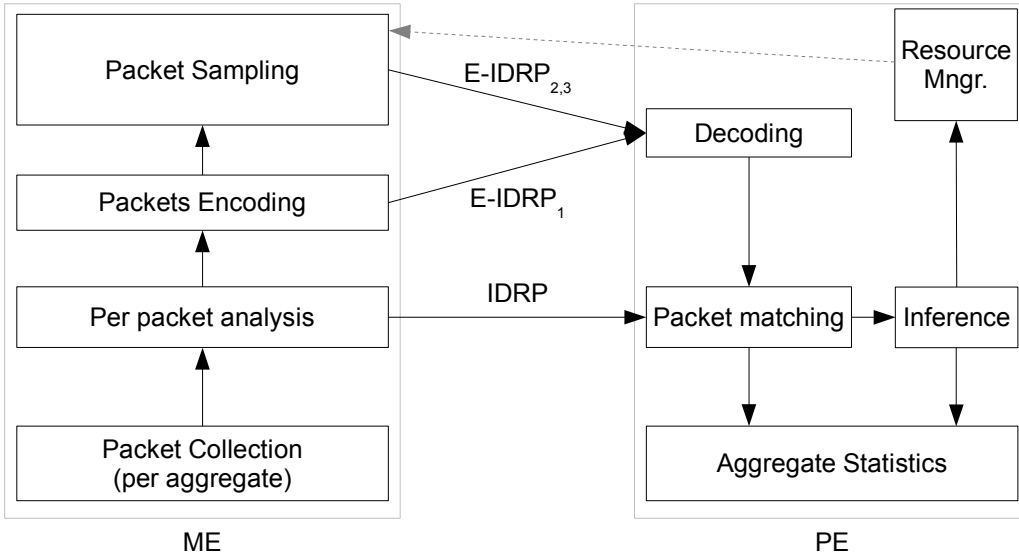 Packet Sampling
Packets Encoding
Per packet analysis
Packet Collection
(per aggregate)
ME
E-IDRP2,3
E-IDRP1
IDRP
Resource
Mngr.
Decoding
Packet matching
Inference
Aggregate Statistics
PE